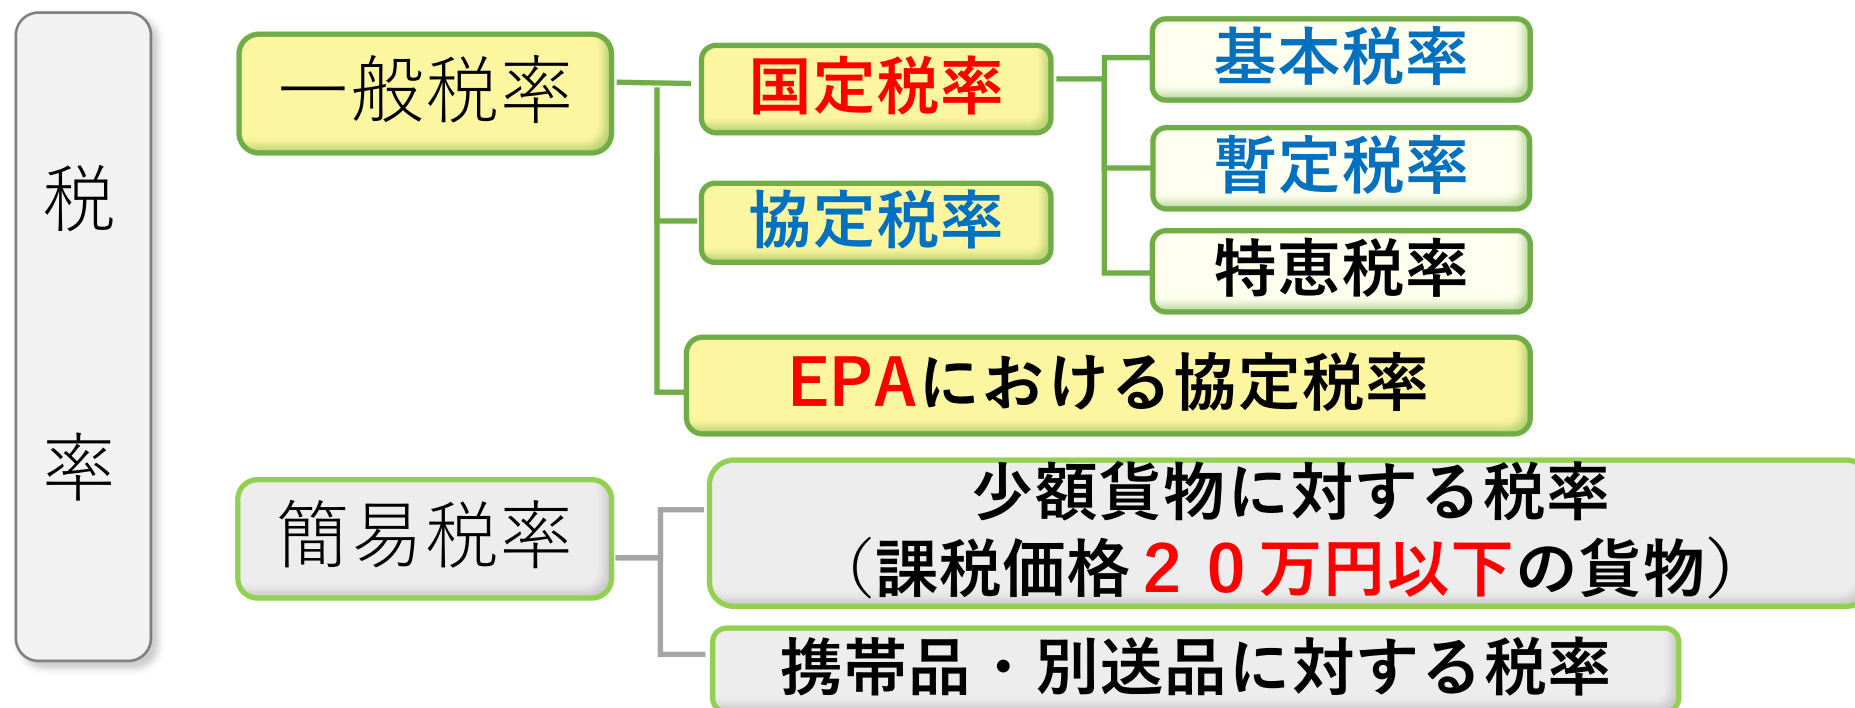 税率
一般税率
国定税率
基本税率
暫定税率
特恵税率
協定税率
EPAにおける協定税率
簡易税率
少額貨物に対する税率
（課税価格２０万円以下の貨物）
携帯品・別送品に対する税率